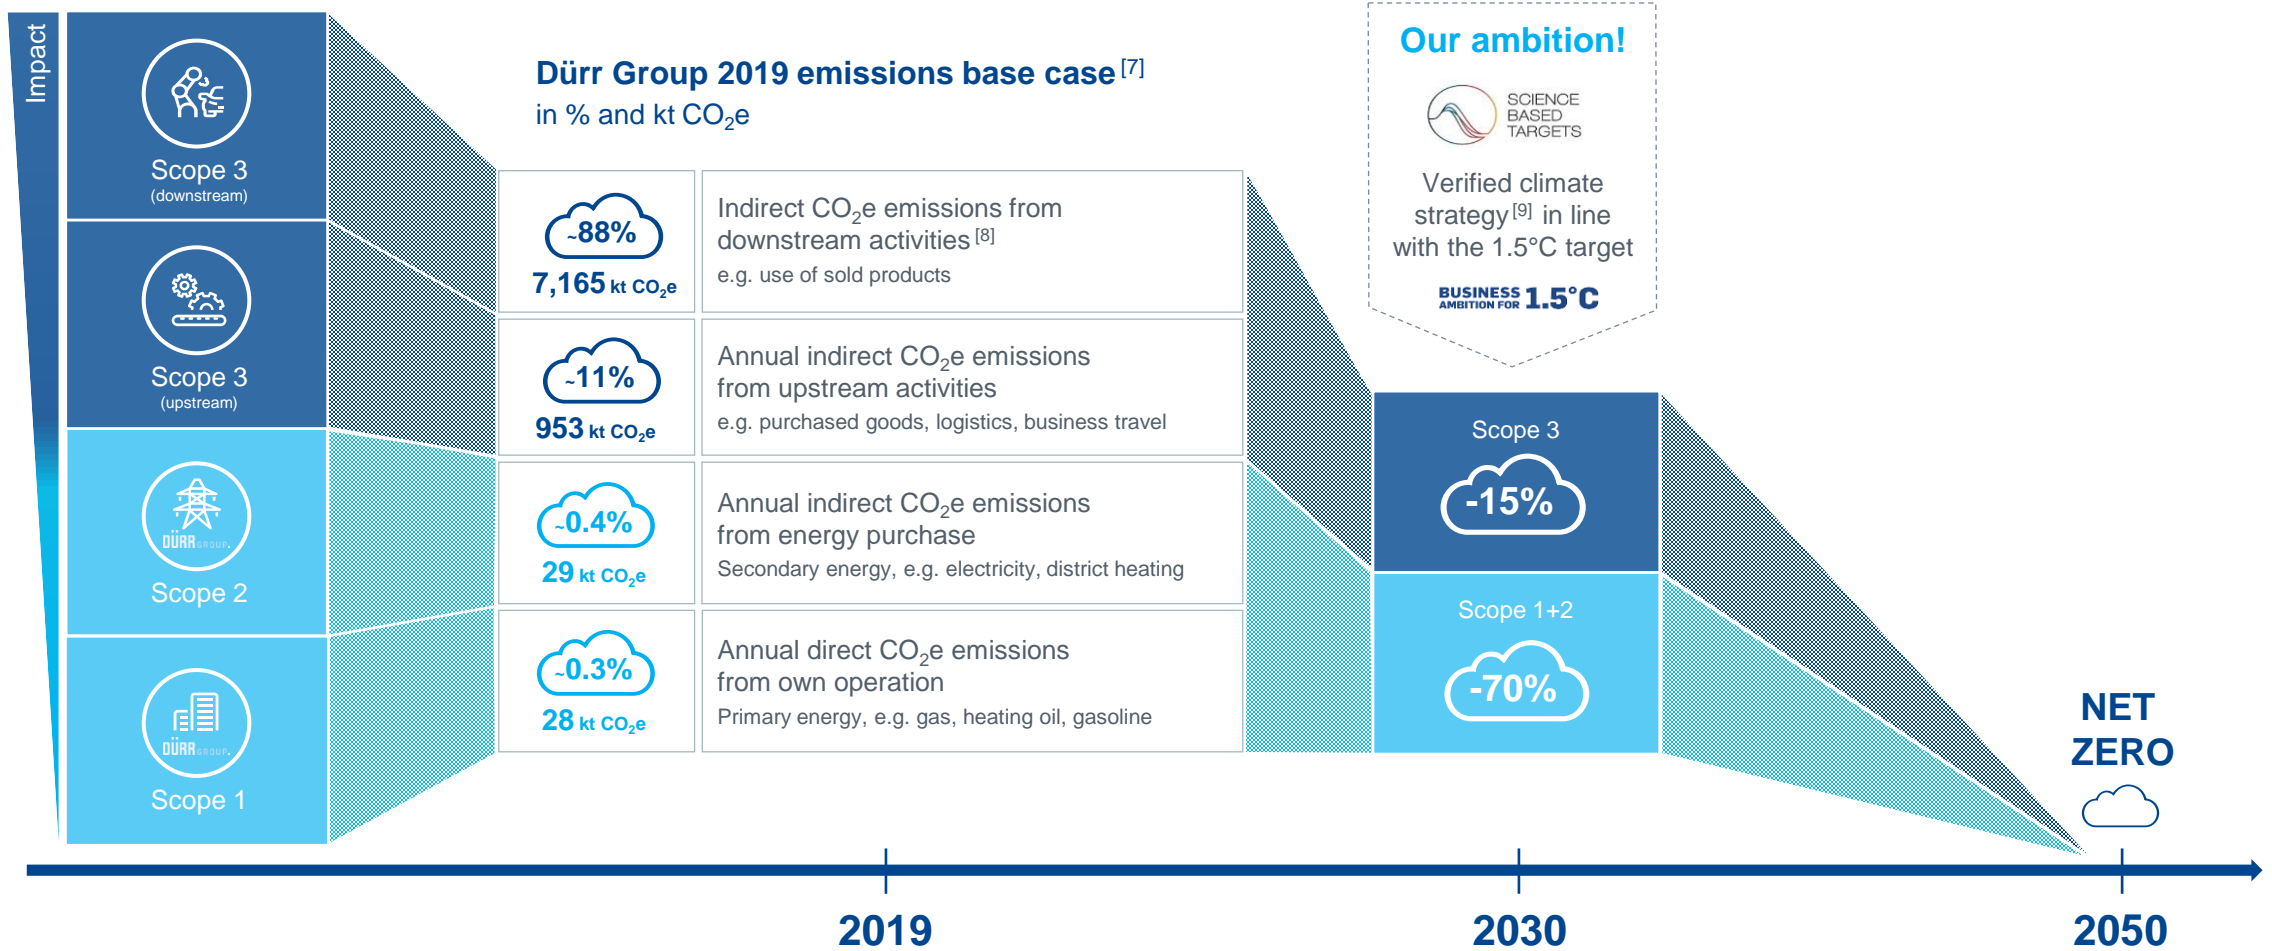 Impact
Scope 3
(downstream)
Scope 3
(upstream)
DÜRR GROUP.
Scope 2
DÜRR GROUP.
Scope 1
Dürr Group 2019 emissions base case [7]
in % and kt CO₂e
~88%
7,165 kt CO₂e
Indirect CO₂e emissions from
downstream activities [8]
e.g. use of sold products
~11%
953 kt CO₂e
Annual indirect CO₂e emissions
from upstream activities
e.g. purchased goods, logistics, business travel
~0.4%
29 kt CO₂e
Annual indirect CO₂e emissions
from energy purchase
Secondary energy, e.g. electricity, district heating
~0.3%
28 kt CO₂e
Annual direct CO₂e emissions
from own operation
Primary energy, e.g. gas, heating oil, gasoline
Our ambition!
SCIENCE
BASED
TARGETS
Verified climate
strategy [9] in line
with the 1.5°C target
BUSINESS
AMBITION FOR 1.5°C
Scope 3
-15%
Scope 1+2
-70%
NET
ZERO
2019
2030
2050